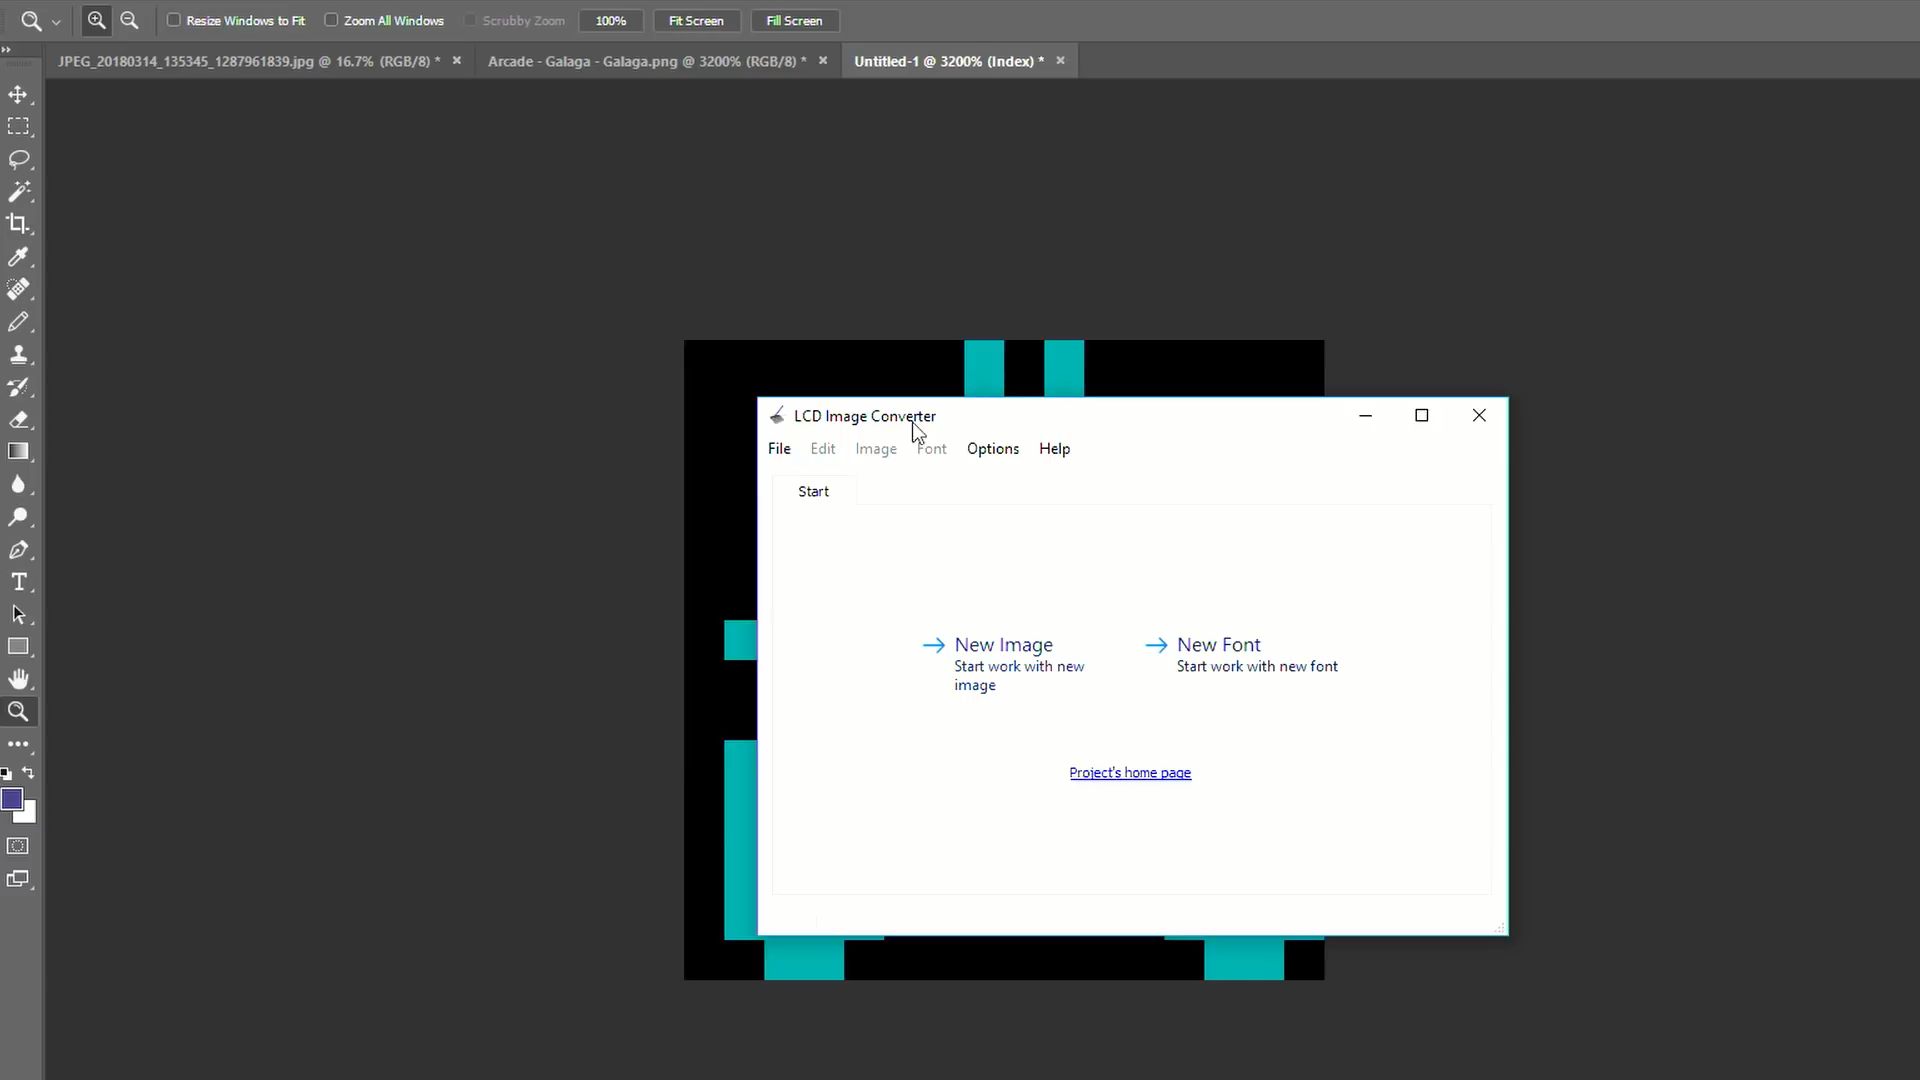 Resize Windows to Fit Zoom All Windows Scrubby Zoom 100% Fit Screen Fill Screen
JPEG_20180314_135345_1287961839.jpg @ 16.7% (RGB/8) * Arcade - Galaga - Galaga.png @ 3200% (RGB/8) * Untitled-1 @ 3200% (Index) *
LCD Image Converter
File Edit Image Font Options Help
Start
New Image New Font
Start work with new Start work with new font
image
Project's home page